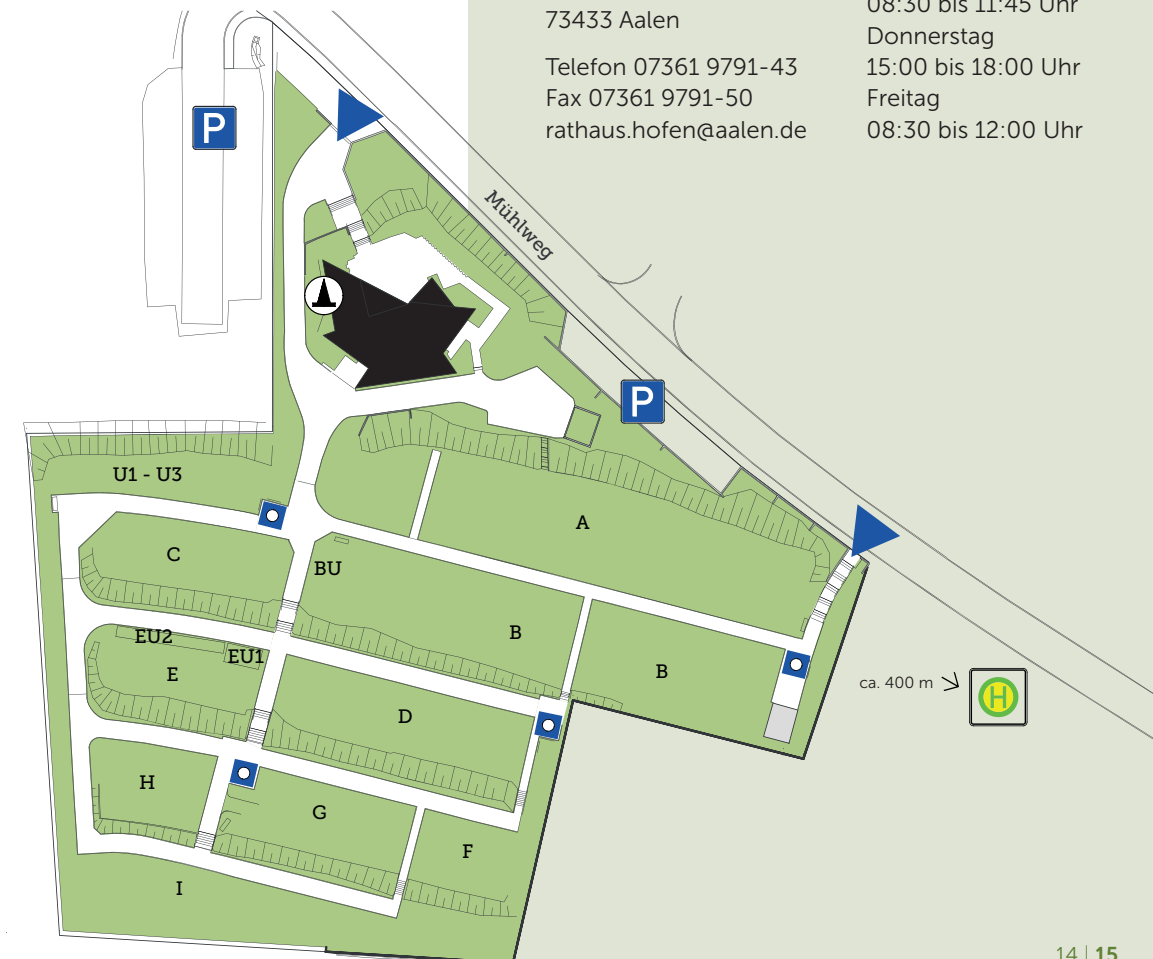 73433 Aalen
Telefon 07361 9791-43
Fax 07361 9791-50
rathaus.hofen@aalen.de
08:30 bis 11:45 Uhr
Donnerstag
15:00 bis 18:00 Uhr
Freitag
08:30 bis 12:00 Uhr
P
Mühlweg
P
U1 - U3
A
C
BU
B
EU2
EU1
E
B
ca. 400 m
H
D
H
G
F
I
14 | 15